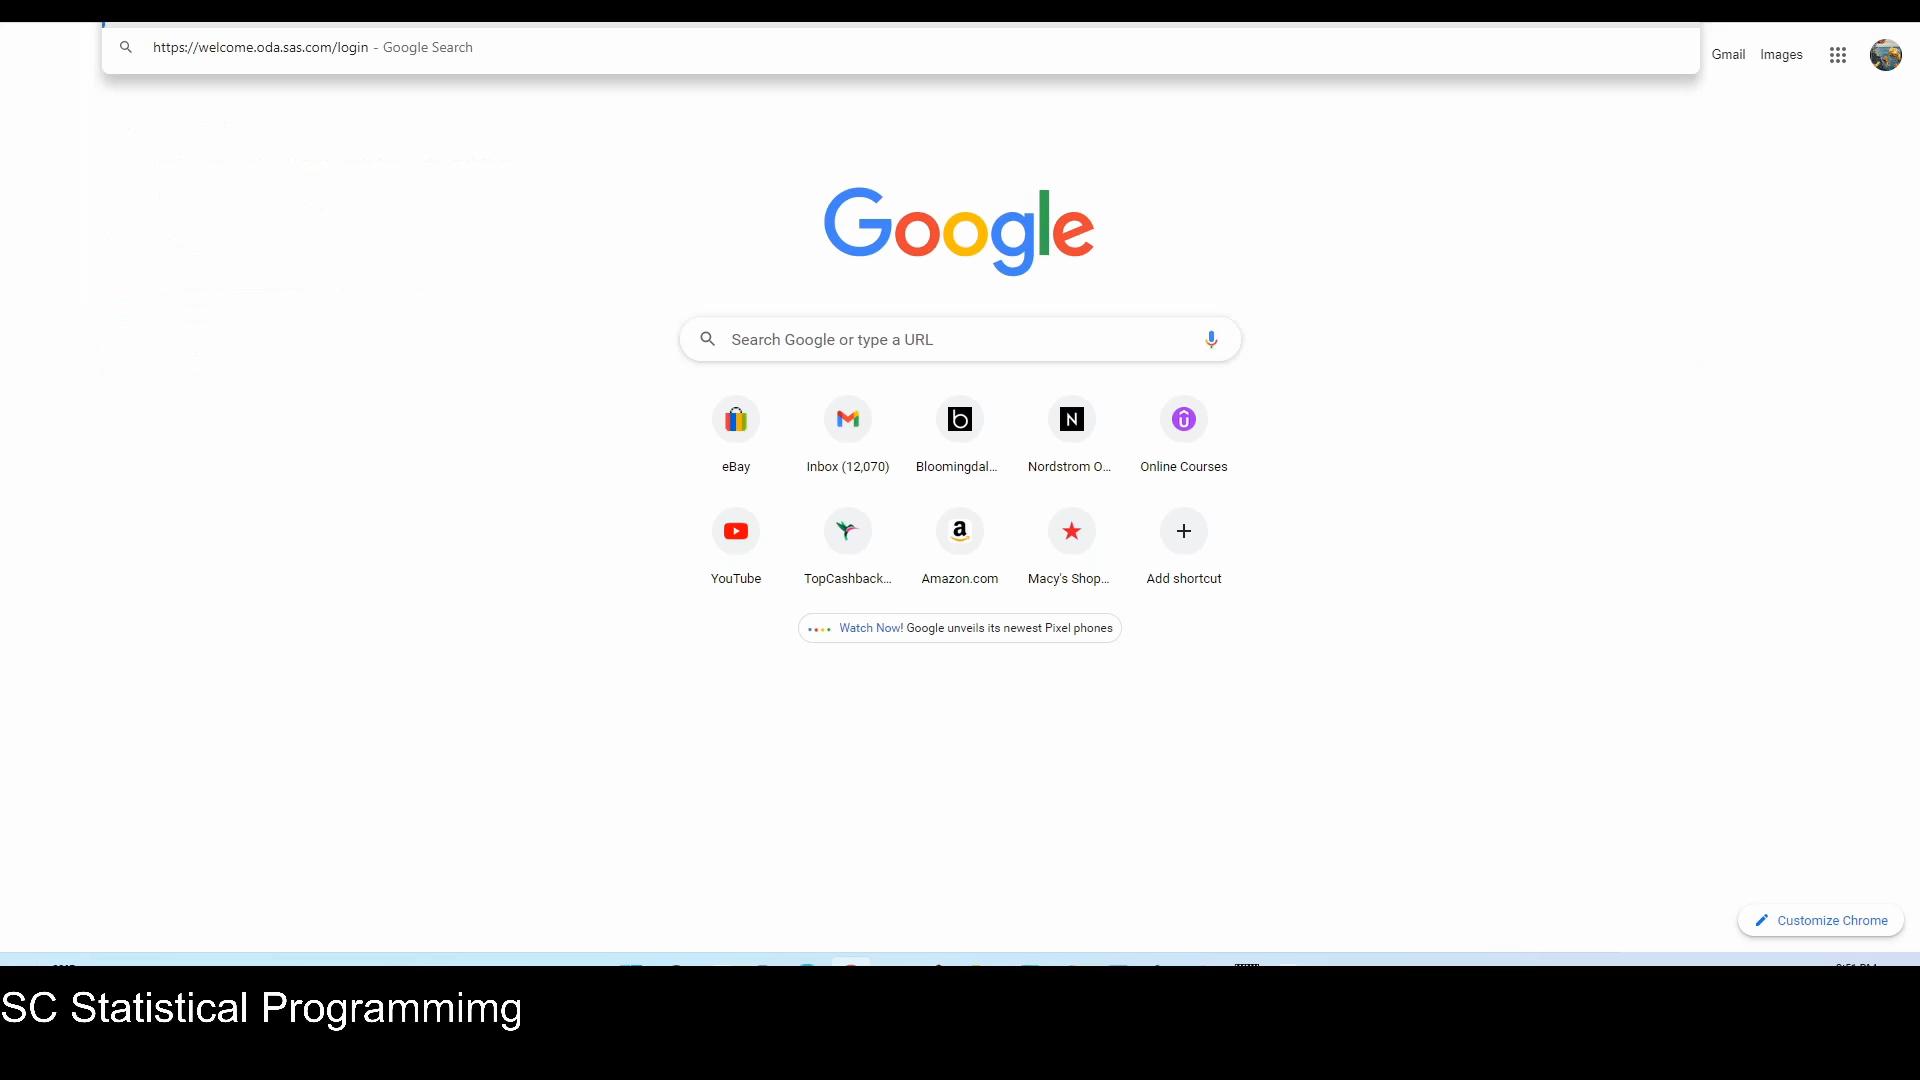 https://welcome.oda.sas.com/login - Google Search
Gmail Images
Google
Search Google or type a URL
eBay Inbox (12,070) Bloomingdal... Nordstrom O... Online Courses
YouTube TopCashback... Amazon.com Macy's Shop... Add shortcut
Watch Now! Google unveils its newest Pixel phones
Customize Chrome
SC Statistical Programmimg